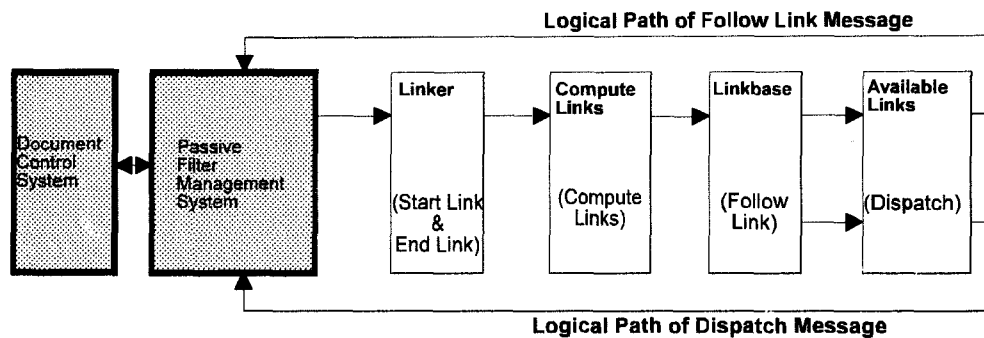 Logical Path of Follow Link Message
Document
Control
System
Passive
Filter
Management
System
Linker
(Start Link
&
End Link)
Compute
Links
(Compute
Links)
Linkbase
(Follow
Link)
Available
Links
(Dispatch)
Logical Path of Dispatch Message